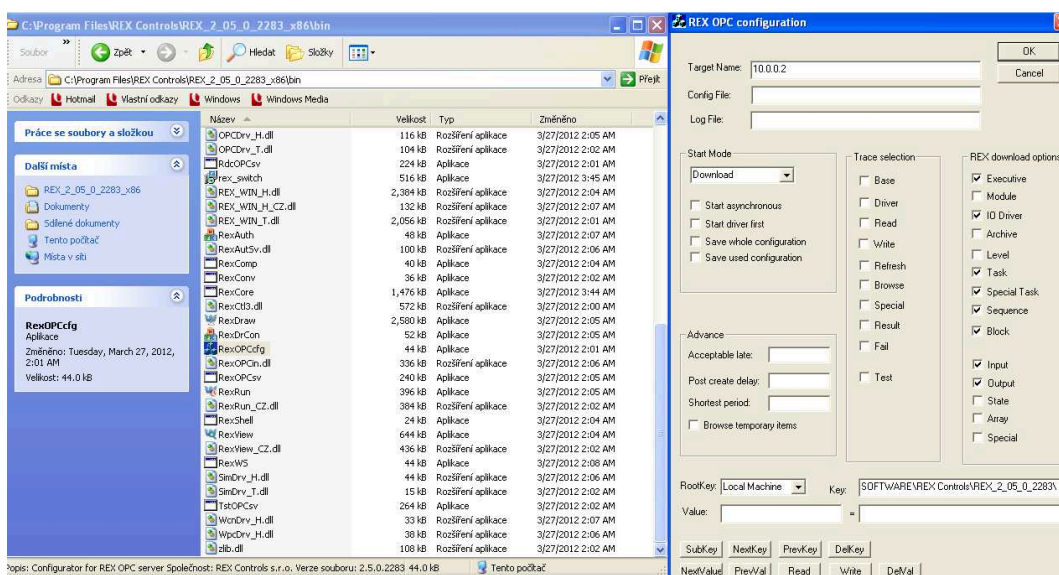 C:\Program Files\REX Controls\REX_2_05_0_2283_x86\bin
Soubor » Zpět Hledat Složky
Adresa C:\Program Files\REX Controls\REX_2_05_0_2283_x86\bin Přejít
Odkazy Hotmail Vlastní odkazy Windows Windows Media
Práce se soubory a složkou
Další místa
REX_2_05_0_2283_x86
Dokumenty
Sdílené dokumenty
Tento počítač
Místa v síti
Podrobnosti
RexOPCcfg
Aplikace
Změněno: Tuesday, March 27, 2012, 2:01 AM
Velikost: 44.0 kB
Název Velikost Typ Změněno
OPCDrv_H.dll 116 kB Rozšíření aplikace 3/27/2012 2:05 AM
OPCDrv_T.dll 104 kB Rozšíření aplikace 3/27/2012 2:02 AM
RdcOPCsv 224 kB Aplikace 3/27/2012 2:01 AM
rex_switch 516 kB Aplikace 3/27/2012 3:45 AM
REX_WIN_H.dll 2,384 kB Rozšíření aplikace 3/27/2012 2:04 AM
REX_WIN_H_CZ.dll 132 kB Rozšíření aplikace 3/27/2012 2:07 AM
REX_WIN_T.dll 2,056 kB Rozšíření aplikace 3/27/2012 2:01 AM
RexAuth 48 kB Aplikace 3/27/2012 2:07 AM
RexAutSv.dll 100 kB Rozšíření aplikace 3/27/2012 2:06 AM
RexComp 40 kB Aplikace 3/27/2012 2:04 AM
RexConv 36 kB Aplikace 3/27/2012 2:02 AM
RexCore 1,476 kB Aplikace 3/27/2012 3:44 AM
RexCtl3.dll 572 kB Rozšíření aplikace 3/27/2012 2:00 AM
RexDraw 2,580 kB Aplikace 3/27/2012 2:05 AM
RexDrCon 52 kB Aplikace 3/27/2012 2:05 AM
RexOPCcfg 44 kB Aplikace 3/27/2012 2:01 AM
RexOPCin.dll 336 kB Rozšíření aplikace 3/27/2012 2:06 AM
RexOPCsv 240 kB Aplikace 3/27/2012 2:05 AM
RexRun 396 kB Aplikace 3/27/2012 2:05 AM
RexRun_CZ.dll 384 kB Rozšíření aplikace 3/27/2012 2:02 AM
RexShell 24 kB Aplikace 3/27/2012 2:04 AM
RexView 644 kB Aplikace 3/27/2012 2:04 AM
RexView_CZ.dll 436 kB Rozšíření aplikace 3/27/2012 2:02 AM
RexWS 44 kB Aplikace 3/27/2012 2:08 AM
SimDrv_H.dll 44 kB Rozšíření aplikace 3/27/2012 2:06 AM
SimDrv_T.dll 15 kB Rozšíření aplikace 3/27/2012 2:02 AM
TstOPCsv 264 kB Aplikace 3/27/2012 2:02 AM
WcnDrv_H.dll 33 kB Rozšíření aplikace 3/27/2012 2:07 AM
WpcDrv_H.dll 38 kB Rozšíření aplikace 3/27/2012 2:06 AM
zlib.dll 108 kB Rozšíření aplikace 3/27/2012 2:02 AM
Popis: Configurator for REX OPC server Společnost: REX Controls s.r.o. Verze souboru: 2.5.0.2283 44.0 kB Tento počítač
REX OPC configuration
OK
Cancel
Target Name: 10.0.0.2
Config File:
Log File:
Start Mode
Download
Start asynchronous
Start driver first
Save whole configuration
Save used configuration
Advance
Acceptable late:
Post create delay:
Shortest period:
Browse temporary items
Trace selection
Base
Driver
Read
Write
Refresh
Browse
Special
Result
Fail
Test
REX download options
Executive
Module
IO Driver
Archive
Level
Task
Special Task
Sequence
Block
Input
Output
State
Array
Special
RootKey: Local Machine Key: SOFTWARE\REX Controls\REX_2_05_0_2283\
Value: =
SubKey NextKey PrevKey DelKey
NextValue PrevVal Read Write DelVal